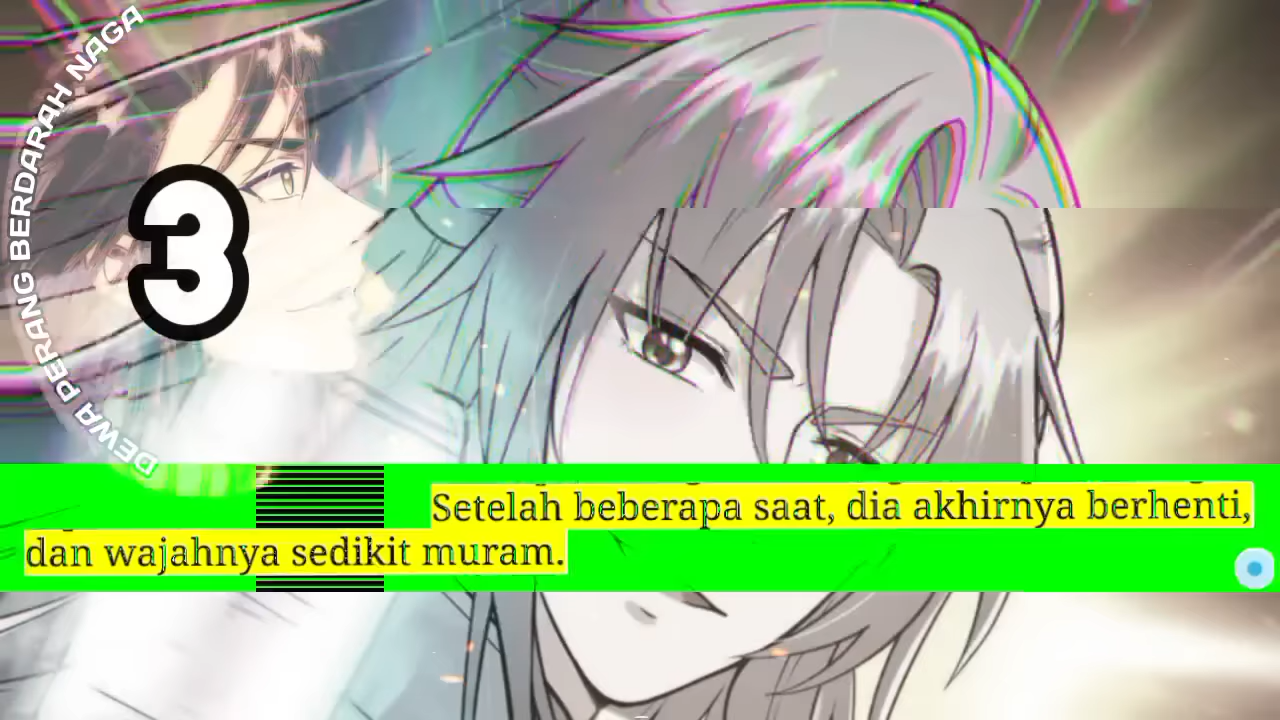 DEWA PERANG BERDARAH NAGA
3
Setelah beberapa saat, dia akhirnya berhenti,
dan wajahnya sedikit muram.